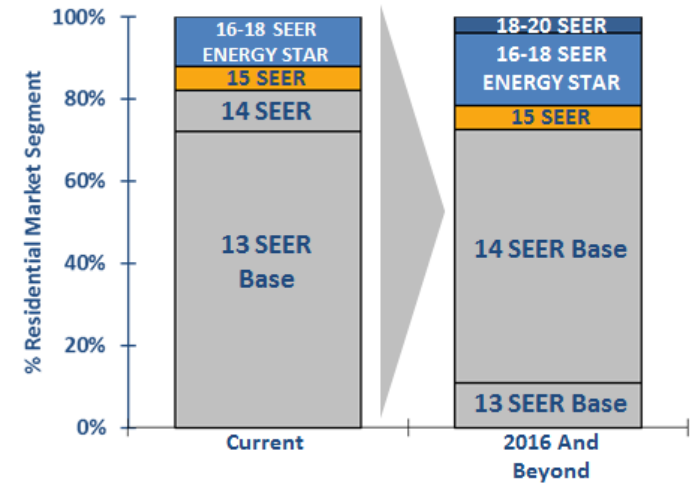 % Residential Market Segment
100%
80%
60%
40%
20%
0%
16-18 SEER
ENERGY STAR
15 SEER
14 SEER
13 SEER
Base
Current
18-20 SEER
16-18 SEER
ENERGY STAR
15 SEER
14 SEER Base
13 SEER Base
2016 And
Beyond